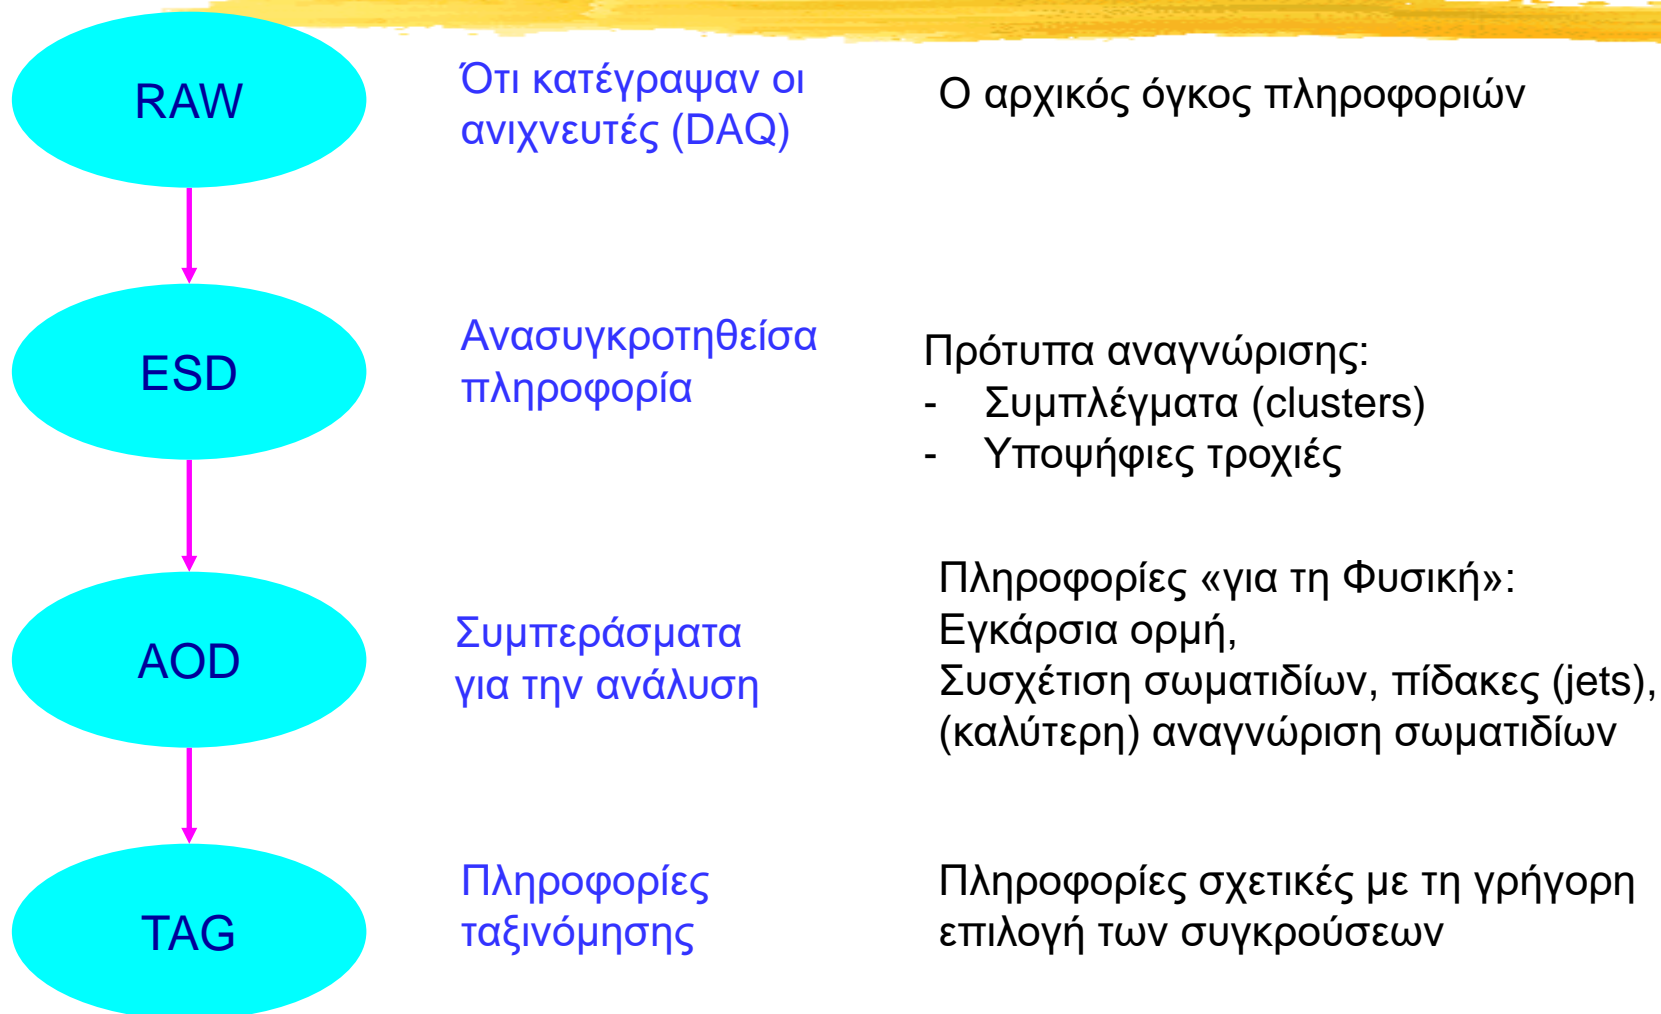 RAW
Ότι κατέγραψαν οι
ανιχνευτές (DAQ)
Ο αρχικός όγκος πληροφοριών
ESD
Ανασυγκροτηθείσα
πληροφορία
Πρότυπα αναγνώρισης:
- Συμπλέγματα (clusters)
- Υποψήφιες τροχιές
AOD
Συμπεράσματα
για την ανάλυση
Πληροφορίες «για τη Φυσική»:
Εγκάρσια ορμή,
Συσχέτιση σωματιδίων, πίδακες (jets),
(καλύτερη) αναγνώριση σωματιδίων
TAG
Πληροφορίες
ταξινόμησης
Πληροφορίες σχετικές με τη γρήγορη
επιλογή των συγκρούσεων